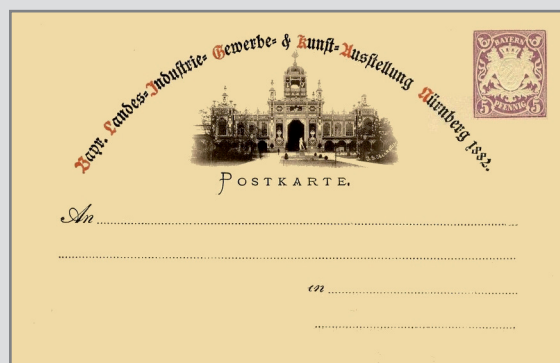 Bayr. Landes-Industrie- Gewerbe- & Kunst-Ausstellung Nürnberg 1882.
BAYERN
5 5
PFENNIG
POSTKARTE.
An
in